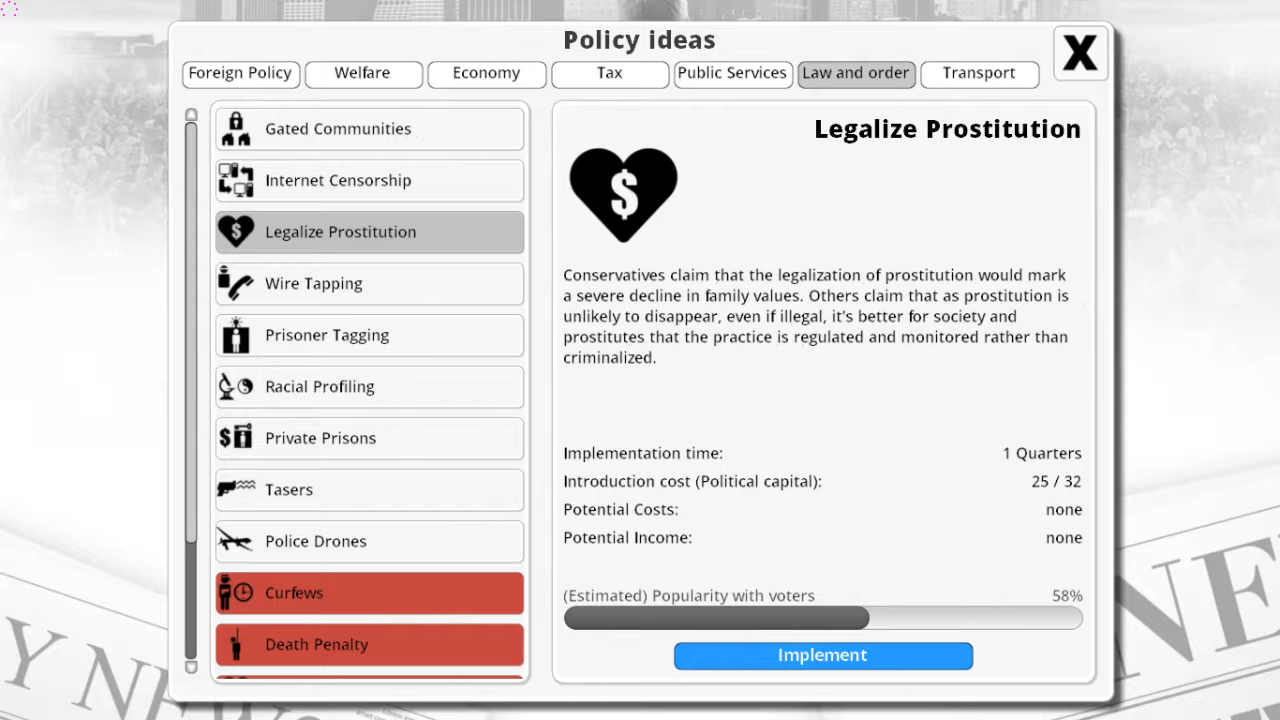 Policy ideas
X
Foreign Policy
Welfare
Economy
Tax
Public Services
Law and order
Transport
Gated Communities
Internet Censorship
Legalize Prostitution
Wire Tapping
Prisoner Tagging
Racial Profiling
Private Prisons
Tasers
Police Drones
Curfews
Death Penalty
Legalize Prostitution
Conservatives claim that the legalization of prostitution would mark
a severe decline in family values. Others claim that as prostitution is
unlikely to disappear, even if illegal, it's better for society and
prostitutes that the practice is regulated and monitored rather than
criminalized.
Implementation time: 1 Quarters
Introduction cost (Political capital): 25 / 32
Potential Costs: none
Potential Income: none
(Estimated) Popularity with voters 58%
Implement
Y NEWS
NE